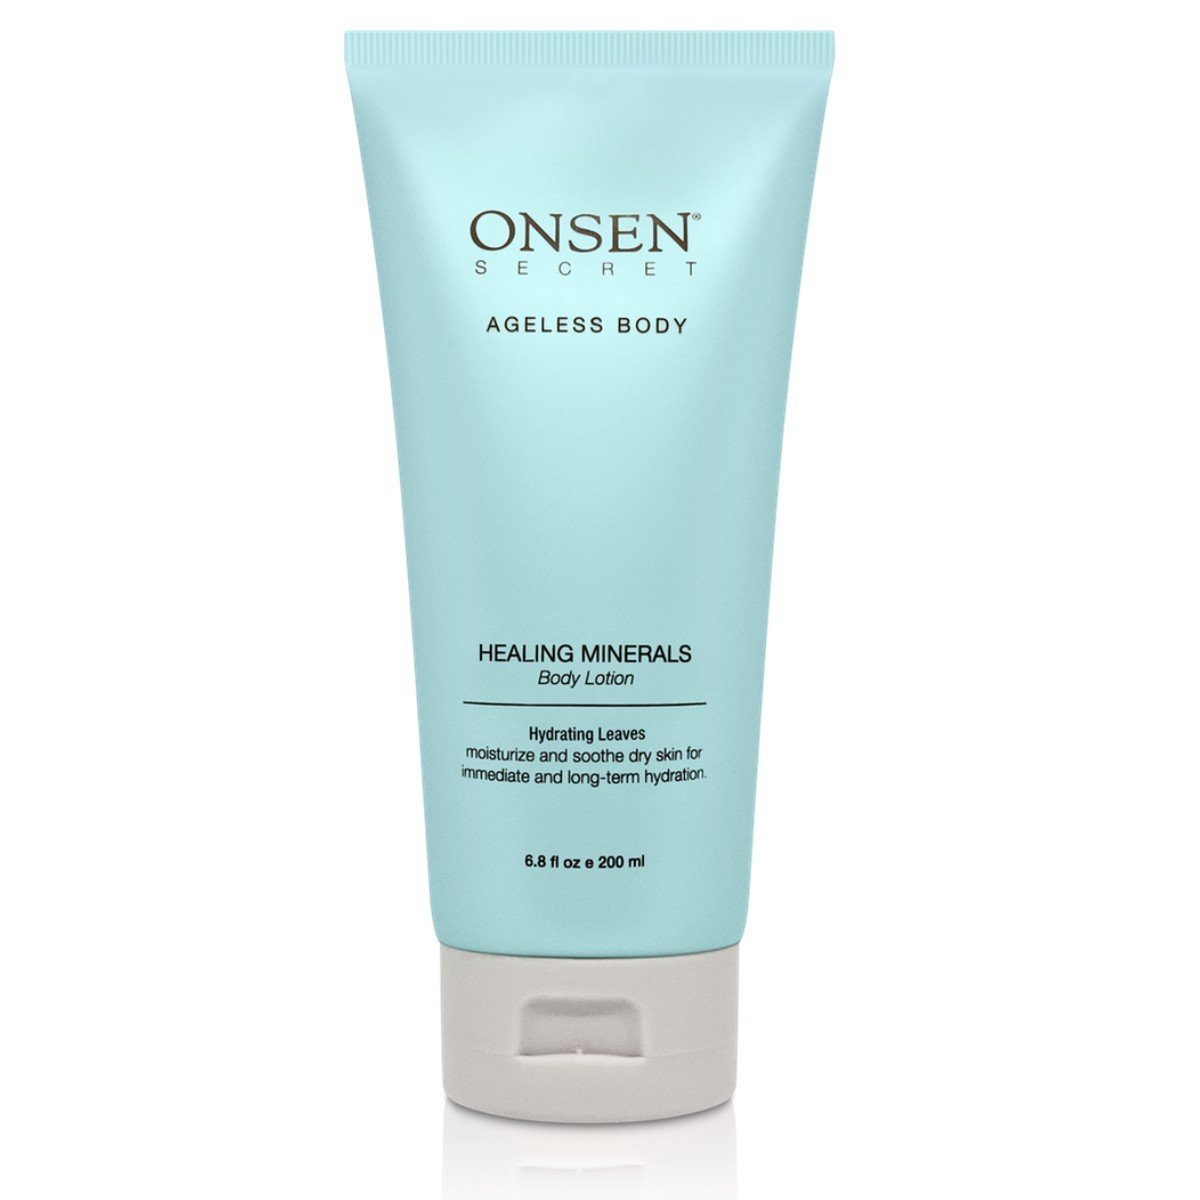 ONSEN®
SECRET
AGELESS BODY
HEALING MINERALS
Body Lotion
Hydrating Leaves
moisturize and soothe dry skin for
immediate and long-term hydration.
6.8 fl oz e 200 ml